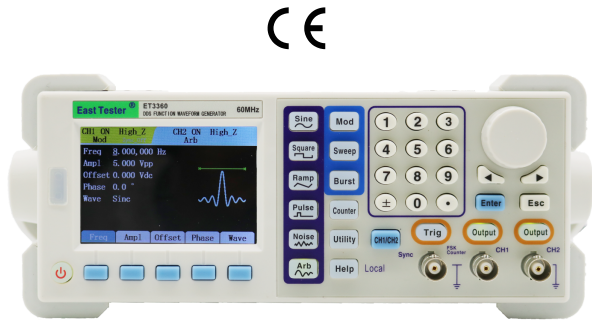 CE
East Tester ® ET3360 60MHz
DDS FUNCTION WAVEFORM GENERATOR
CH1 ON High_Z CH2 ON High_Z
Mod Arb
Freq 8.000,000 Hz
Ampl 5.000 Vpp
Offset 0.000 Vdc
Phase 0.0 °
Wave Sinc
Freq Ampl Offset Phase Wave
Sine Mod 1 2 3
Square Sweep 4 5 6
Ramp Burst 7 8 9
Pulse Counter ± 0 • Enter Esc
Noise Utility CH1/CH2 Trig Output Output
Sync FSK Counter CH1 CH2
Arb Help Local